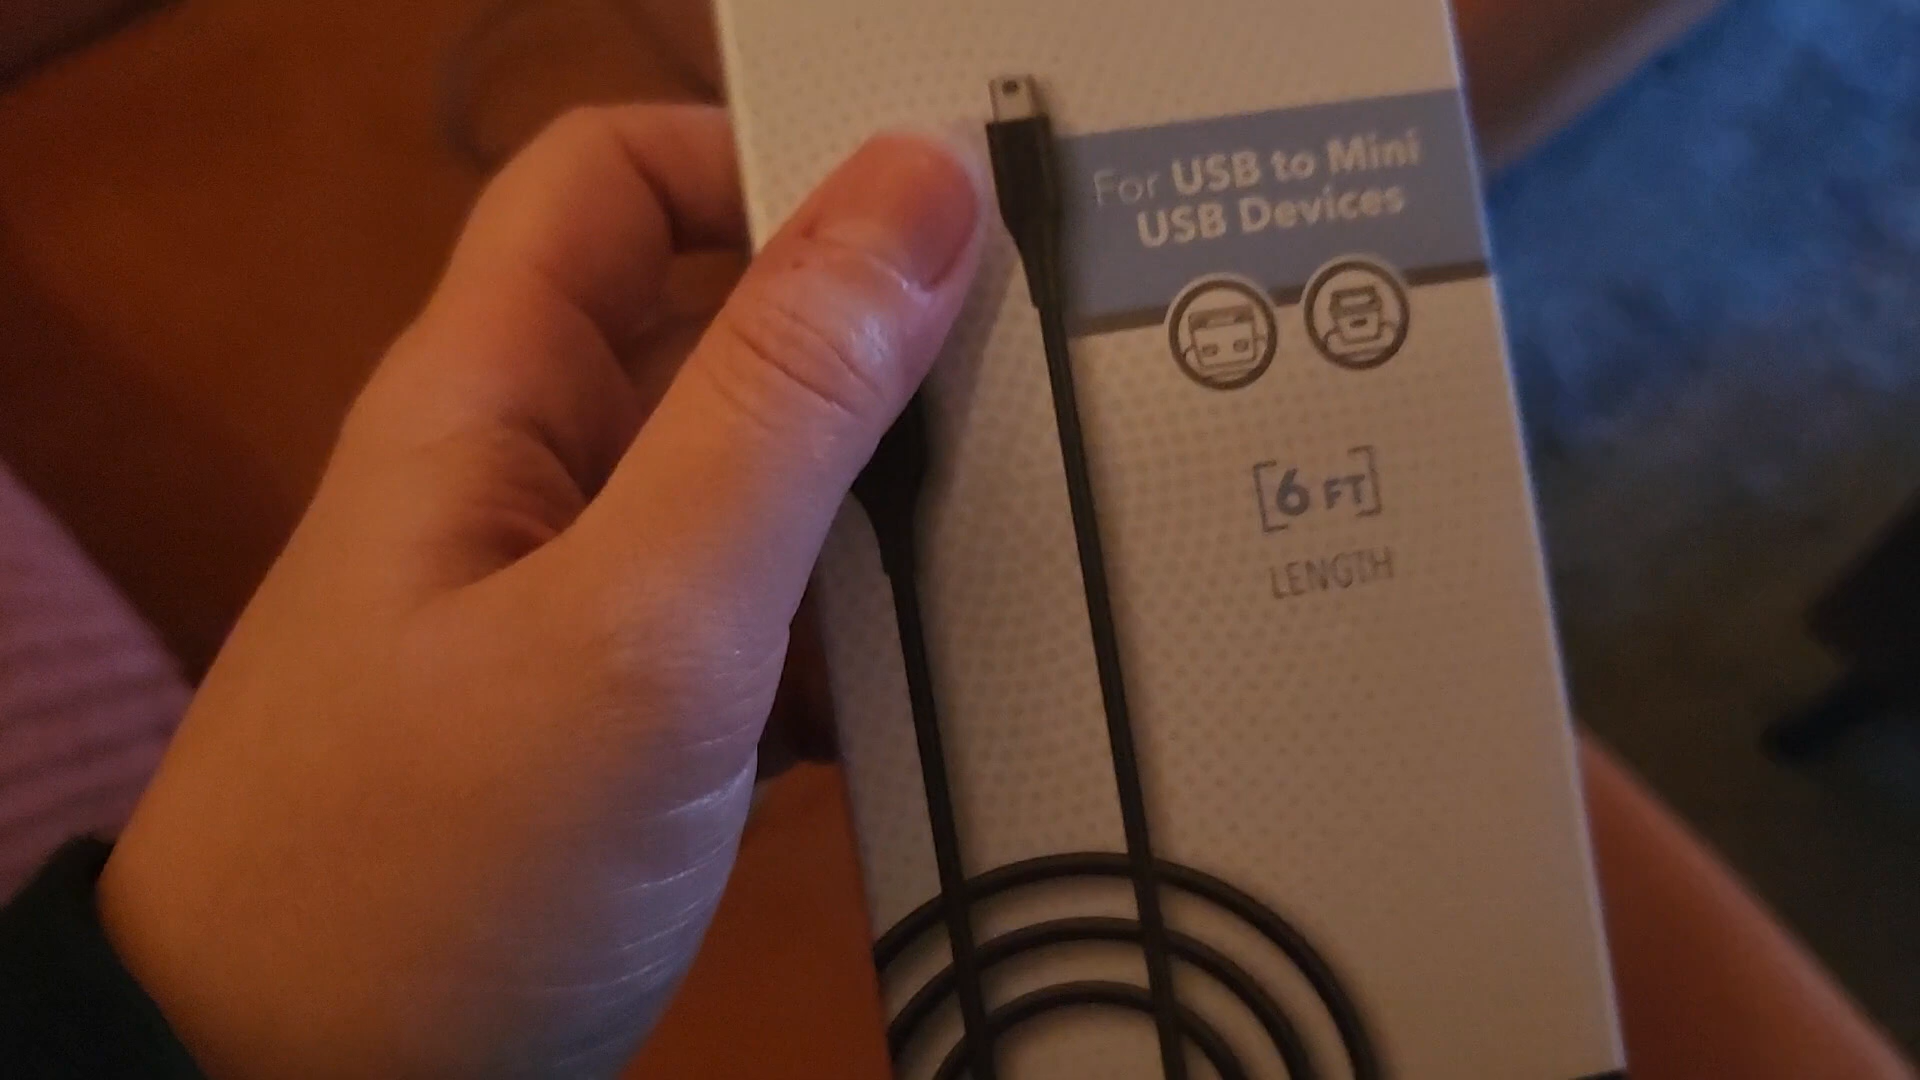 For USB to Mini
USB Devices
[6 FT]
LENGTH